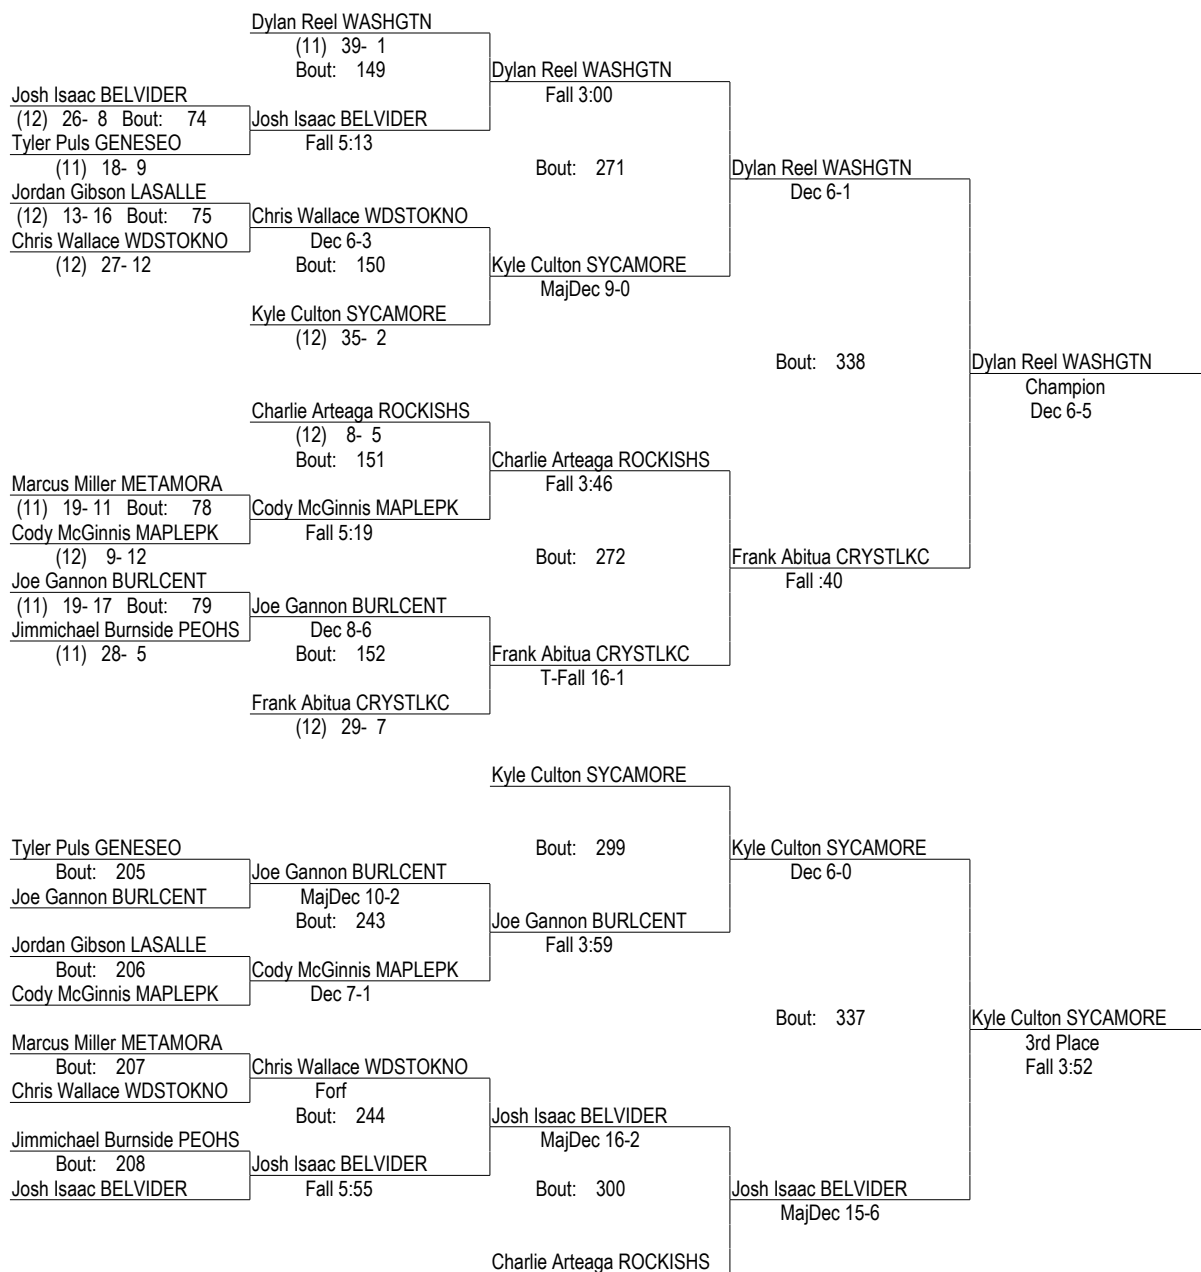 Dylan Reel WASHGTN
(11) 39- 1
Bout: 149
Dylan Reel WASHGTN
Fall 3:00
Josh Isaac BELVIDER
(12) 26- 8 Bout: 74
Josh Isaac BELVIDER
Fall 5:13
Tyler Puls GENESEO
(11) 18- 9
Bout: 271
Dylan Reel WASHGTN
Dec 6-1
Jordan Gibson LASALLE
(12) 13- 16 Bout: 75
Chris Wallace WDSTOKNO
Dec 6-3
Chris Wallace WDSTOKNO
(12) 27- 12
Bout: 150
Kyle Culton SYCAMORE
MajDec 9-0
Kyle Culton SYCAMORE
(12) 35- 2
Bout: 338
Dylan Reel WASHGTN
Champion
Dec 6-5
Charlie Arteaga ROCKISHS
(12) 8- 5
Bout: 151
Charlie Arteaga ROCKISHS
Fall 3:46
Marcus Miller METAMORA
(11) 19- 11 Bout: 78
Cody McGinnis MAPLEPK
Fall 5:19
Cody McGinnis MAPLEPK
(12) 9- 12
Bout: 272
Frank Abitua CRYSTLKC
Fall :40
Joe Gannon BURLCENT
(11) 19- 17 Bout: 79
Joe Gannon BURLCENT
Dec 8-6
Jimmichael Burnside PEOHS
(11) 28- 5
Bout: 152
Frank Abitua CRYSTLKC
T-Fall 16-1
Frank Abitua CRYSTLKC
(12) 29- 7
Kyle Culton SYCAMORE
Tyler Puls GENESEO
Bout: 205
Joe Gannon BURLCENT
Bout: 299
Kyle Culton SYCAMORE
Dec 6-0
Joe Gannon BURLCENT
MajDec 10-2
Bout: 243
Joe Gannon BURLCENT
Fall 3:59
Jordan Gibson LASALLE
Bout: 206
Cody McGinnis MAPLEPK
Cody McGinnis MAPLEPK
Dec 7-1
Bout: 337
Kyle Culton SYCAMORE
3rd Place
Fall 3:52
Marcus Miller METAMORA
Bout: 207
Chris Wallace WDSTOKNO
Chris Wallace WDSTOKNO
Forf
Bout: 244
Josh Isaac BELVIDER
MajDec 16-2
Jimmichael Burnside PEOHS
Bout: 208
Josh Isaac BELVIDER
Josh Isaac BELVIDER
Fall 5:55
Bout: 300
Josh Isaac BELVIDER
MajDec 15-6
Charlie Arteaga ROCKISHS